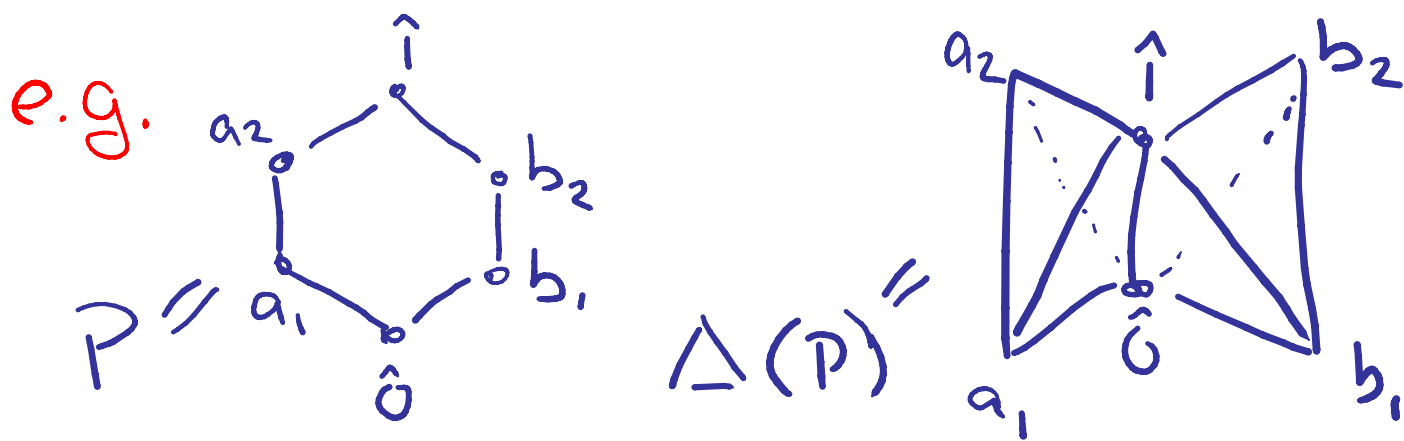 e.g.
P =
1̂
a₂
b₂
a₁
b₁
0̂
Δ(P) =
a₂
1̂
b₂
a₁
0̂
b₁